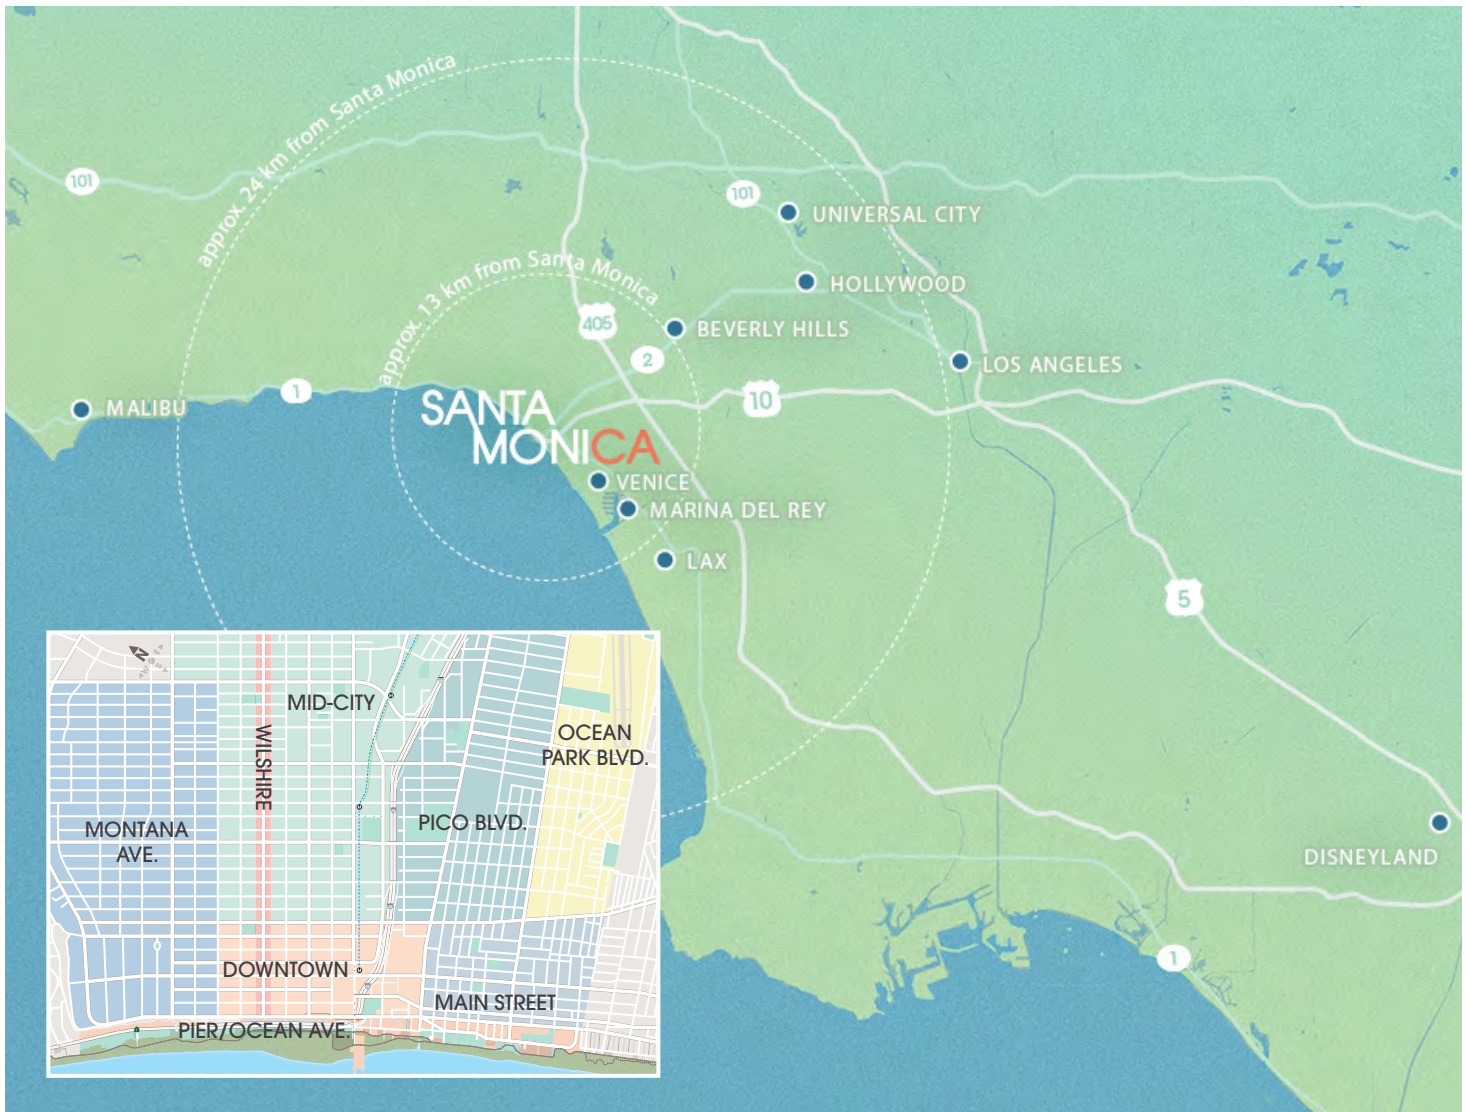 approx. 24 km from Santa Monica
101
101
UNIVERSAL CITY
approx. 13 km from Santa Monica
HOLLYWOOD
405
BEVERLY HILLS
2
LOS ANGELES
1
10
MALIBU
SANTA
MONICA
VENICE
MARINA DEL REY
LAX
5
DISNEYLAND
1
N
W
E
S
MID-CITY
WILSHIRE
OCEAN
PARK BLVD.
MONTANA
AVE.
PICO BLVD.
DOWNTOWN
MAIN STREET
PIER/OCEAN AVE.